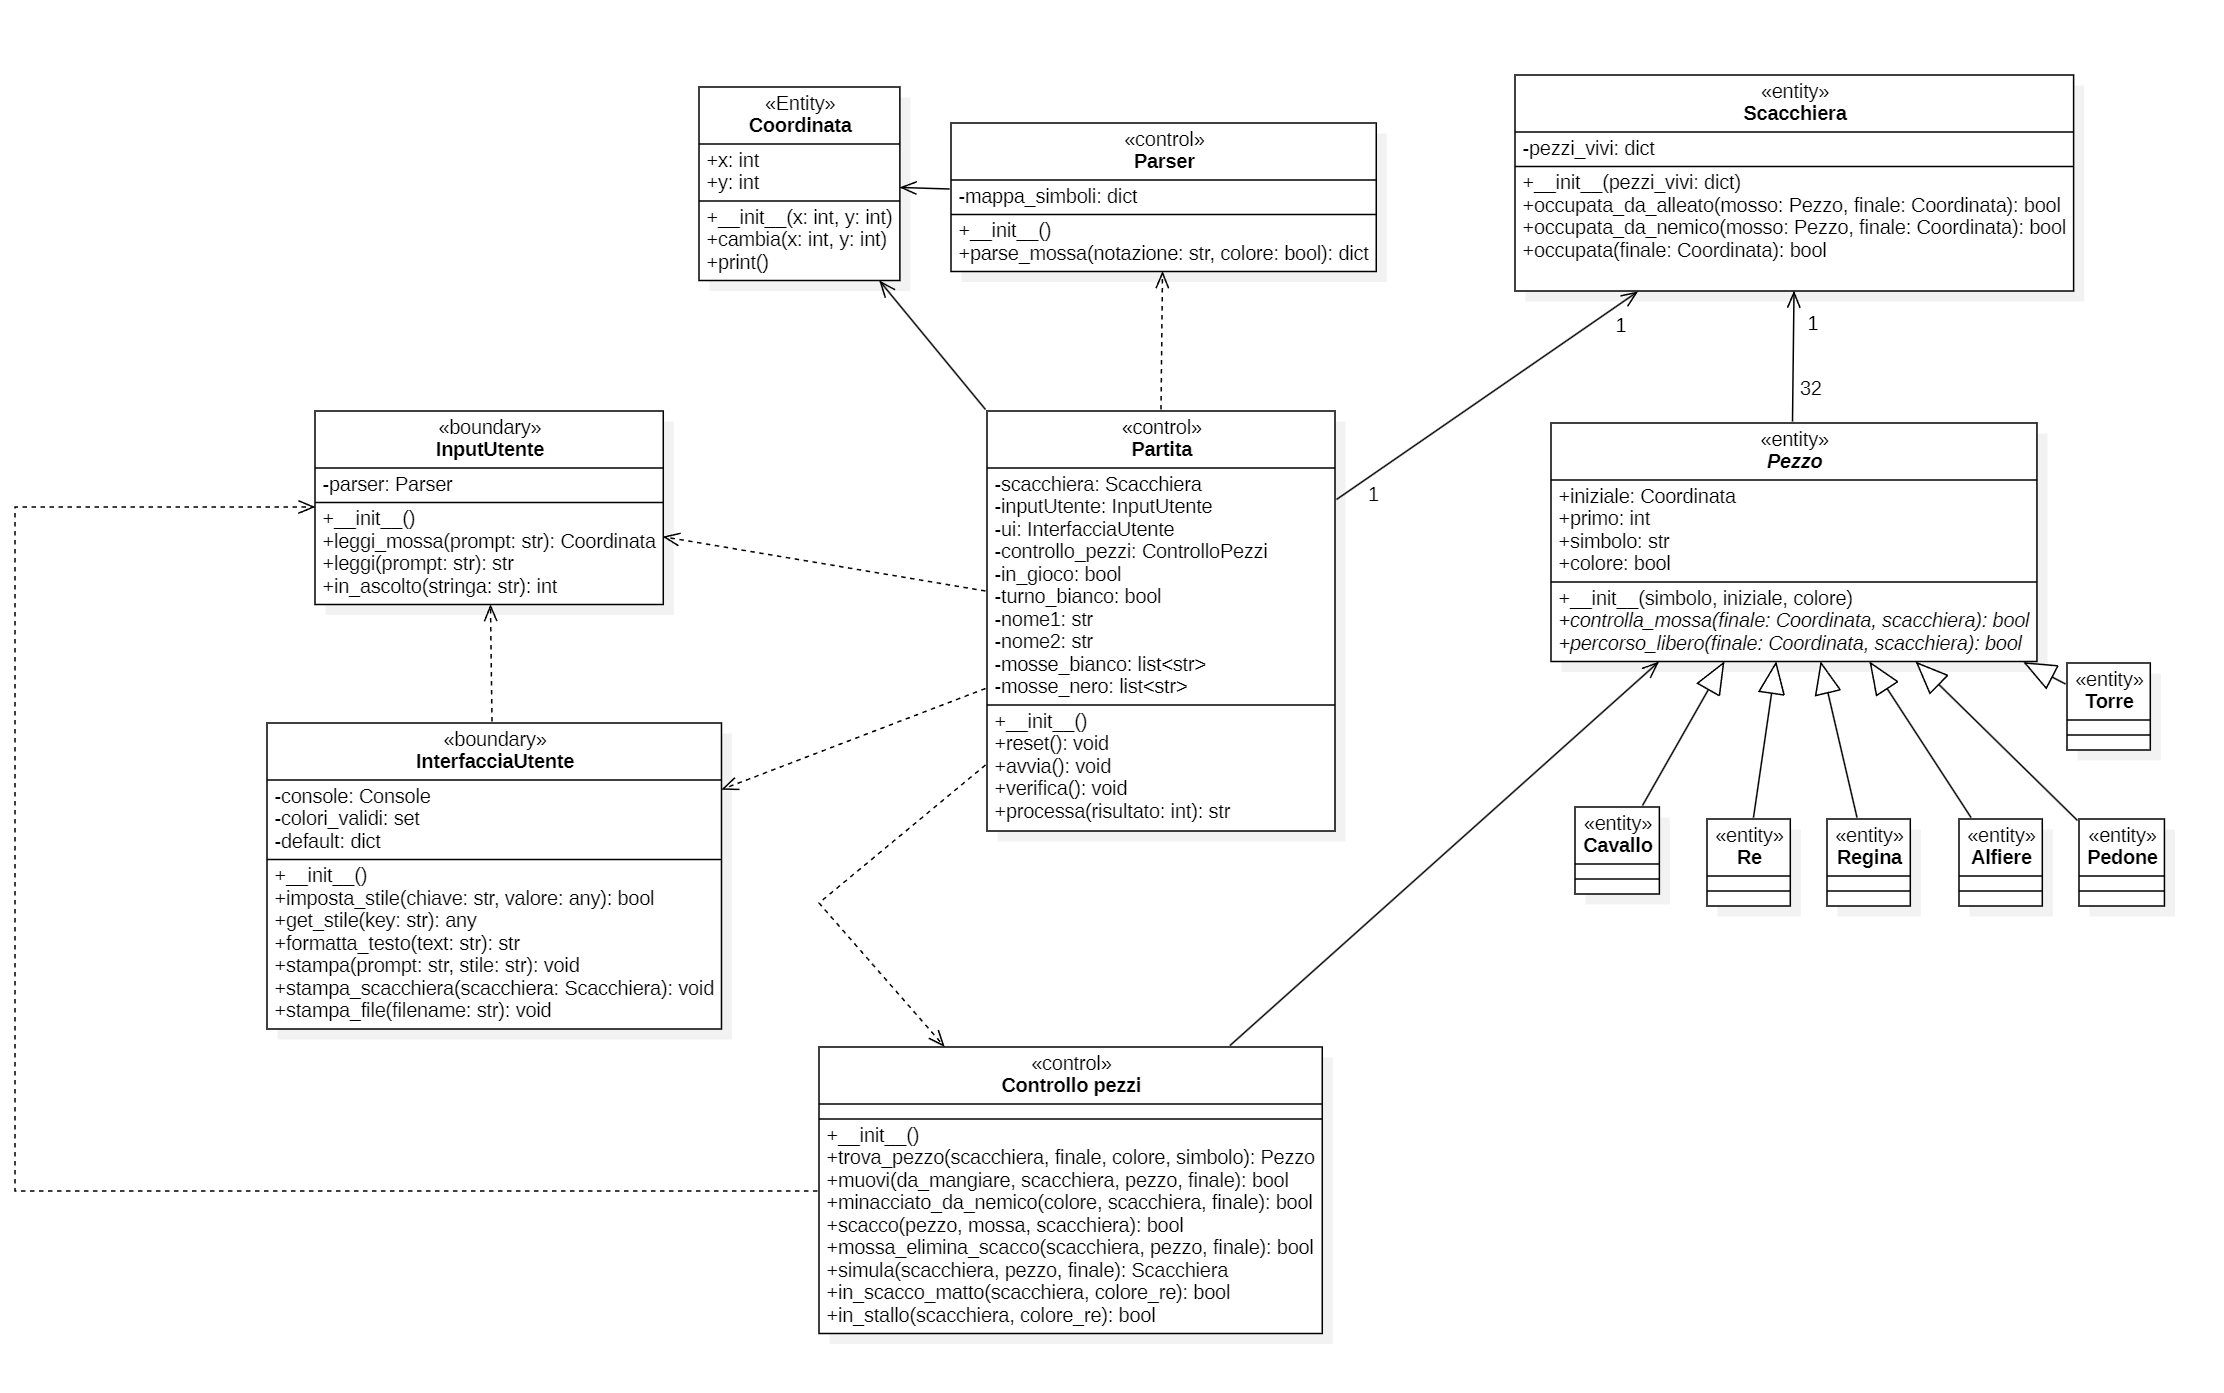 «Entity»
Coordinata
+x: int
+y: int
+__init__(x: int, y: int)
+cambia(x: int, y: int)
+print()
«control»
Parser
-mappa_simboli: dict
+__init__()
+parse_mossa(notazione: str, colore: bool): dict
«entity»
Scacchiera
-pezzi_vivi: dict
+__init__(pezzi_vivi: dict)
+occupata_da_alleato(mosso: Pezzo, finale: Coordinata): bool
+occupata_da_nemico(mosso: Pezzo, finale: Coordinata): bool
+occupata(finale: Coordinata): bool
1
1
32
1
«boundary»
InputUtente
-parser: Parser
+__init__()
+leggi_mossa(prompt: str): Coordinata
+leggi(prompt: str): str
+in_ascolto(stringa: str): int
«control»
Partita
-scacchiera: Scacchiera
-inputUtente: InputUtente
-ui: InterfacciaUtente
-controllo_pezzi: ControlloPezzi
-in_gioco: bool
-turno_bianco: bool
-nome1: str
-nome2: str
-mosse_bianco: list<str>
-mosse_nero: list<str>
+__init__()
+reset(): void
+avvia(): void
+verifica(): void
+processa(risultato: int): str
«entity»
Pezzo
+iniziale: Coordinata
+primo: int
+simbolo: str
+colore: bool
+__init__(simbolo, iniziale, colore)
+controlla_mossa(finale: Coordinata, scacchiera): bool
+percorso_libero(finale: Coordinata, scacchiera): bool
«entity»
Torre
«boundary»
InterfacciaUtente
-console: Console
-colori_validi: set
-default: dict
+__init__()
+imposta_stile(chiave: str, valore: any): bool
+get_stile(key: str): any
+formatta_testo(text: str): str
+stampa(prompt: str, stile: str): void
+stampa_scacchiera(scacchiera: Scacchiera): void
+stampa_file(filename: str): void
«entity»
Cavallo
«entity»
Re
«entity»
Regina
«entity»
Alfiere
«entity»
Pedone
«control»
Controllo pezzi
+__init__()
+trova_pezzo(scacchiera, finale, colore, simbolo): Pezzo
+muovi(da_mangiare, scacchiera, pezzo, finale): bool
+minacciato_da_nemico(colore, scacchiera, finale): bool
+scacco(pezzo, mossa, scacchiera): bool
+mossa_elimina_scacco(scacchiera, pezzo, finale): bool
+simula(scacchiera, pezzo, finale): Scacchiera
+in_scacco_matto(scacchiera, colore_re): bool
+in_stallo(scacchiera, colore_re): bool